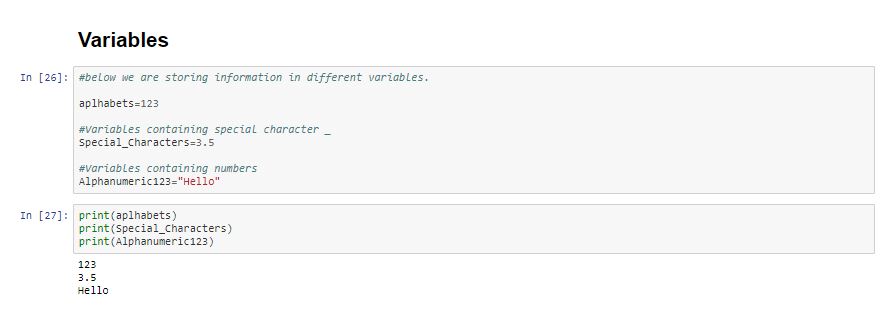 Variables
In [26]: #below we are storing information in different variables.
aplhabets=123
#Variables containing special character _
Special_Characters=3.5
#Variables containing numbers
Alphanumeric123="Hello"
In [27]: print(aplhabets)
print(Special_Characters)
print(Alphanumeric123)
123
3.5
Hello